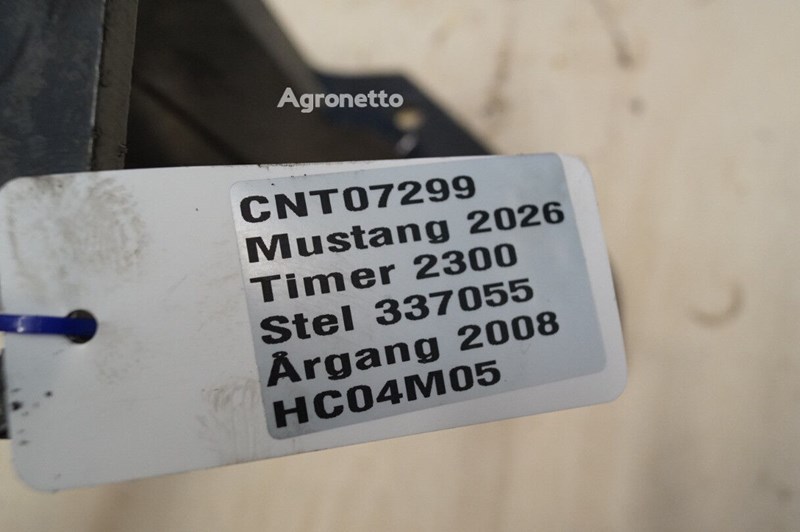 Agronetto
CNT07299
Mustang 2026
Timer 2300
Stel 337055
Årgang 2008
HC04M05